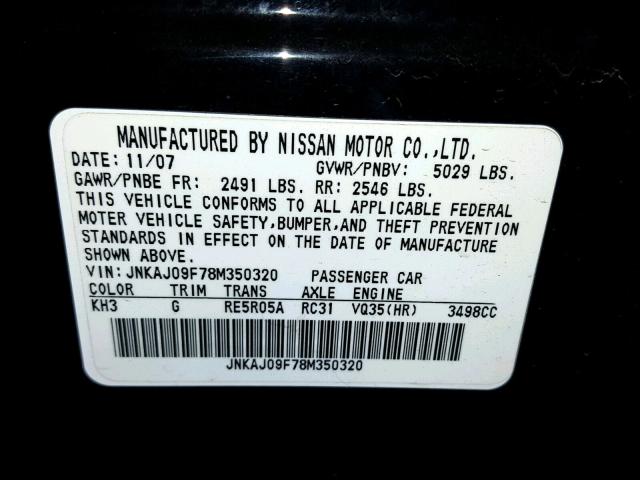 MANUFACTURED BY NISSAN MOTOR CO.,LTD.
DATE: 11/07 GVWR/PNBV: 5029 LBS.
GAWR/PNBE FR: 2491 LBS. RR: 2546 LBS.
THIS VEHICLE CONFORMS TO ALL APPLICABLE FEDERAL
MOTER VEHICLE SAFETY,BUMPER,AND THEFT PREVENTION
STANDARDS IN EFFECT ON THE DATE OF MANUFACTURE
SHOWN ABOVE.
VIN: JNKAJ09F78M350320 PASSENGER CAR
COLOR TRIM TRANS AXLE ENGINE
KH3 G RE5R05A RC31 VQ35(HR) 3498CC
JNKAJ09F78M350320